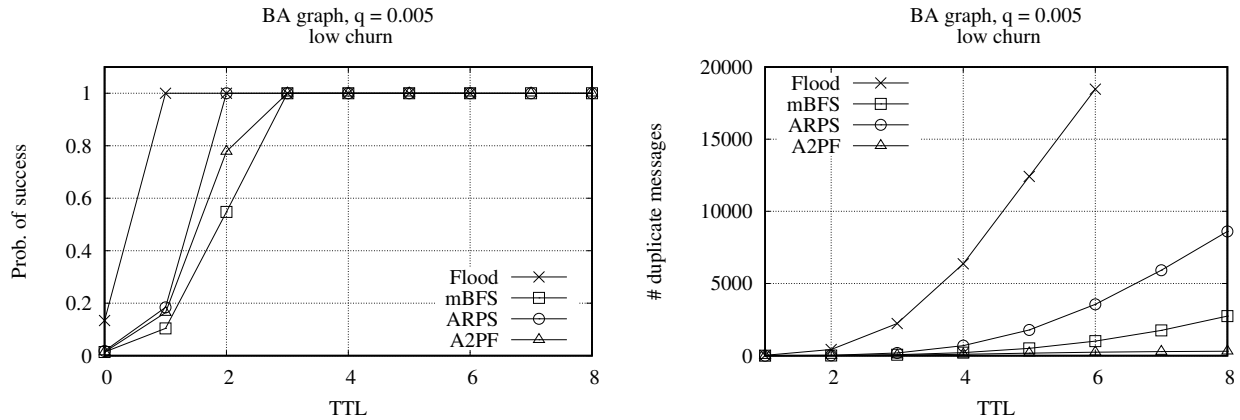 BA graph, q = 0.005
low churn
Prob. of success
1
0.8
0.6
0.4
0.2
0
0 2 4 6 8
TTL
Flood
mBFS
ARPS
A2PF
BA graph, q = 0.005
low churn
# duplicate messages
20000
15000
10000
5000
0
2 4 6 8
TTL
Flood
mBFS
ARPS
A2PF